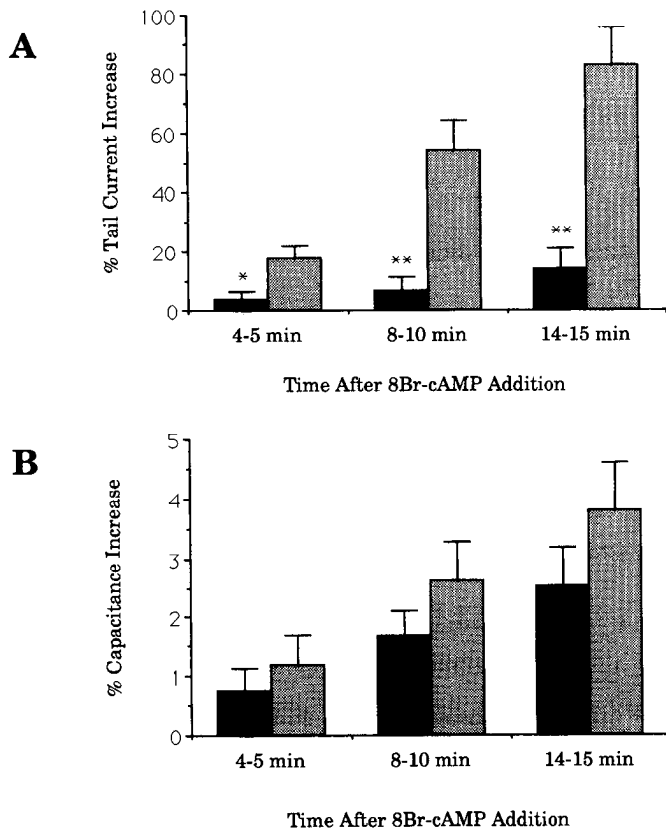 A
% Tail Current Increase
100
80
60
40
20
0
*
**
**
4-5 min
8-10 min
14-15 min
Time After 8Br-cAMP Addition
B
% Capacitance Increase
5
4
3
2
1
0
4-5 min
8-10 min
14-15 min
Time After 8Br-cAMP Addition